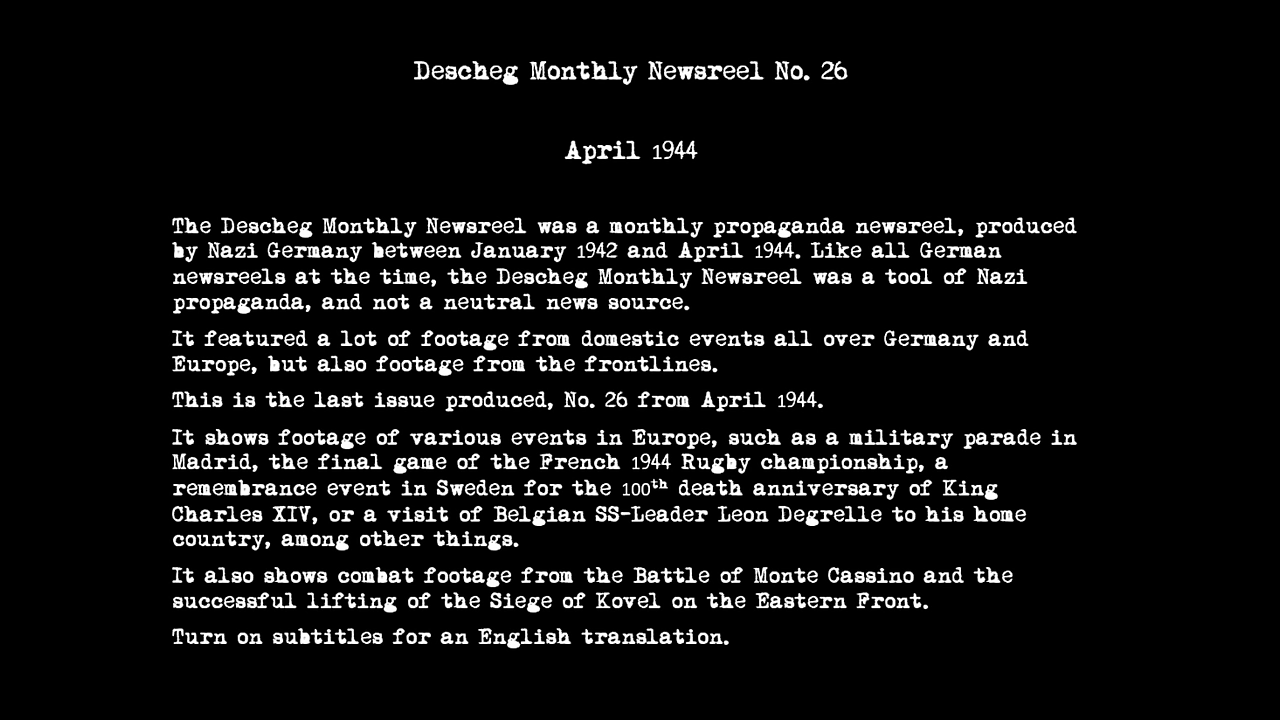 Descheg Monthly Newsreel No. 26
April 1944
The Descheg Monthly Newsreel was a monthly propaganda newsreel, produced
by Nazi Germany between January 1942 and April 1944. Like all German
newsreels at the time, the Descheg Monthly Newsreel was a tool of Nazi
propaganda, and not a neutral news source.
It featured a lot of footage from domestic events all over Germany and
Europe, but also footage from the frontlines.
This is the last issue produced, No. 26 from April 1944.
It shows footage of various events in Europe, such as a military parade in
Madrid, the final game of the French 1944 Rugby championship, a
remembrance event in Sweden for the 100th death anniversary of King
Charles XIV, or a visit of Belgian SS-Leader Leon Degrelle to his home
country, among other things.
It also shows combat footage from the Battle of Monte Cassino and the
successful lifting of the Siege of Kovel on the Eastern Front.
Turn on subtitles for an English translation.